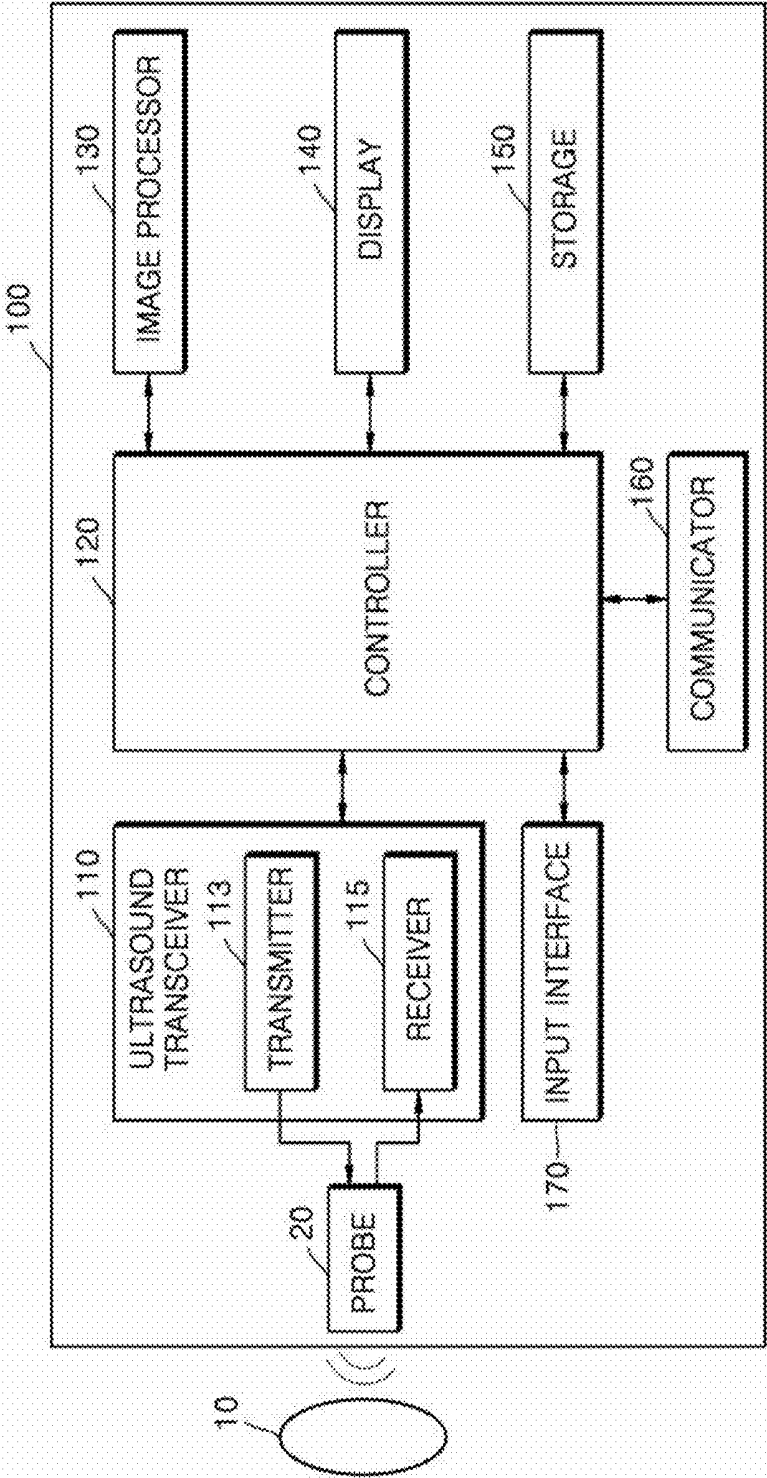 100
110
ULTRASOUND
TRANSCEIVER
120
130
IMAGE PROCESSOR
113
TRANSMITTER
10
20
PROBE
115
RECEIVER
CONTROLLER
140
DISPLAY
170
INPUT INTERFACE
150
STORAGE
160
COMMUNICATOR